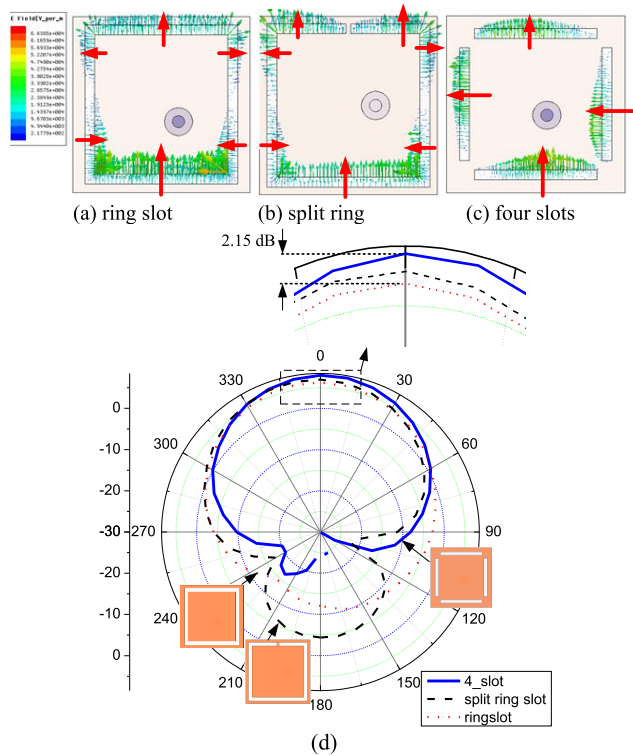 E Field[V_per_m
(a) ring slot
(b) split ring
(c) four slots
2.15 dB
0
30
60
90
120
150
180
210
240
270
300
330
0
-10
-20
-30
-20
-10
0
4_slot
split ring slot
ringslot
(d)